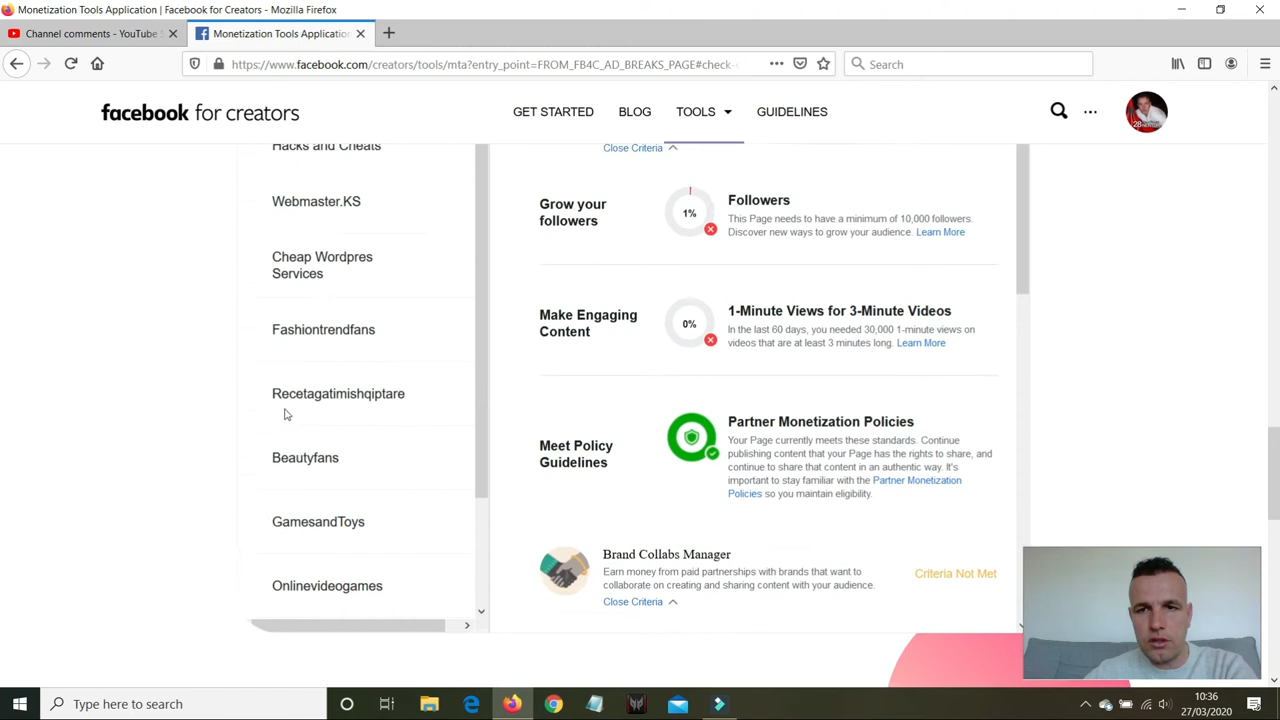 Monetization Tools Application | Facebook for Creators - Mozilla Firefox
Channel comments - YouTube
Monetization Tools Application
https://www.facebook.com/creators/tools/mta?entry_point=FROM_FB4C_AD_BREAKS_PAGE#check-
Search
facebook for creators
GET STARTED
BLOG
TOOLS
GUIDELINES
Hacks and Cheats
Webmaster.KS
Cheap Wordpres
Services
Fashiontrendfans
Recetagatimishqiptare
Beautyfans
GamesandToys
Onlinevideogames
Close Criteria
Grow your
followers
1%
Followers
This Page needs to have a minimum of 10,000 followers.
Discover new ways to grow your audience. Learn More
Make Engaging
Content
0%
1-Minute Views for 3-Minute Videos
In the last 60 days, you needed 30,000 1-minute views on
videos that are at least 3 minutes long. Learn More
Meet Policy
Guidelines
Partner Monetization Policies
Your Page currently meets these standards. Continue
publishing content that your Page has the rights to share, and
continue to share that content in an authentic way. It's
important to stay familiar with the Partner Monetization
Policies so you maintain eligibility.
Brand Collabs Manager
Earn money from paid partnerships with brands that want to
collaborate on creating and sharing content with your audience.
Close Criteria
Criteria Not Met
Type here to search
10:36
27/03/2020